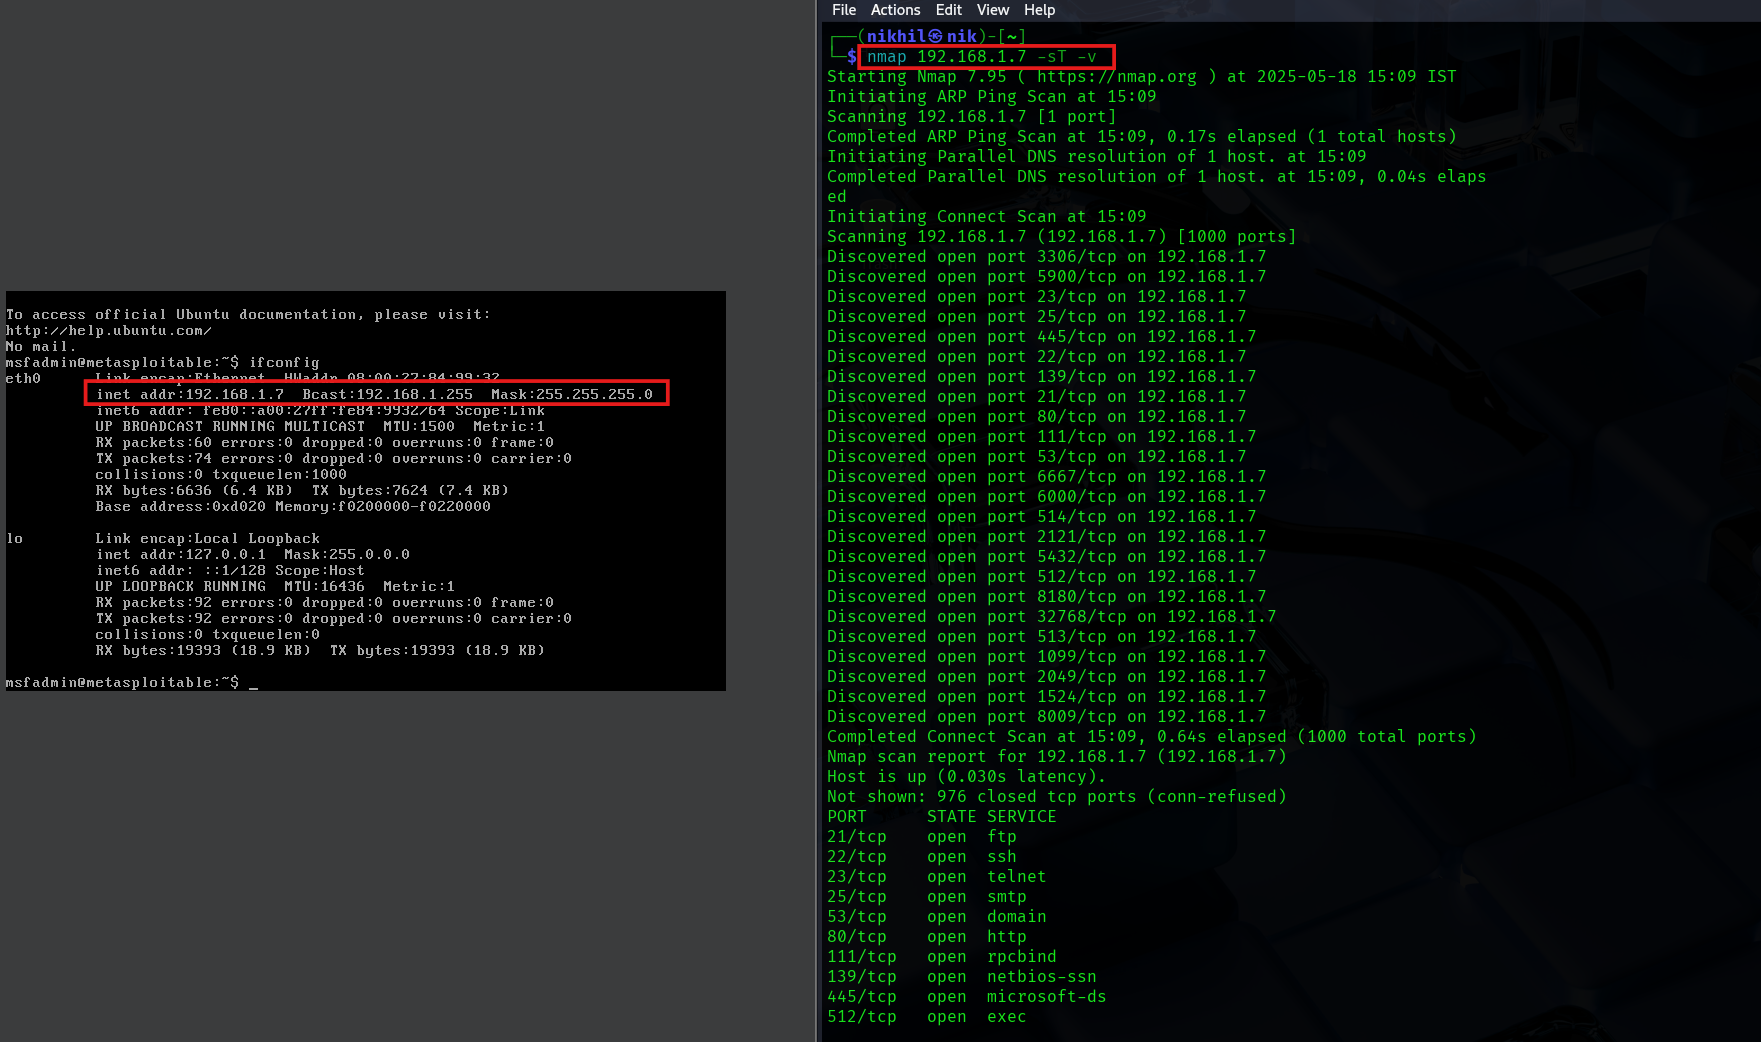 To access official Ubuntu documentation, please visit:
http://help.ubuntu.com/
No mail.
msfadmin@metasploitable:~$ ifconfig
eth0      Link encap:Ethernet  HWaddr 08:00:27:84:99:32
          inet addr:192.168.1.7  Bcast:192.168.1.255  Mask:255.255.255.0
          inet6 addr: fe80::a00:27ff:fe84:9932/64 Scope:Link
          UP BROADCAST RUNNING MULTICAST  MTU:1500  Metric:1
          RX packets:60 errors:0 dropped:0 overruns:0 frame:0
          TX packets:74 errors:0 dropped:0 overruns:0 carrier:0
          collisions:0 txqueuelen:1000
          RX bytes:6636 (6.4 KB)  TX bytes:7624 (7.4 KB)
          Base address:0xd020 Memory:f0200000-f0220000
lo        Link encap:Local Loopback
          inet addr:127.0.0.1  Mask:255.0.0.0
          inet6 addr: ::1/128 Scope:Host
          UP LOOPBACK RUNNING  MTU:16436  Metric:1
          RX packets:92 errors:0 dropped:0 overruns:0 frame:0
          TX packets:92 errors:0 dropped:0 overruns:0 carrier:0
          collisions:0 txqueuelen:0
          RX bytes:19393 (18.9 KB)  TX bytes:19393 (18.9 KB)
msfadmin@metasploitable:~$ _
File Actions Edit View Help
┌──(nikhil㉿nik)-[~]
└─$ nmap 192.168.1.7 -sT -v
Starting Nmap 7.95 ( https://nmap.org ) at 2025-05-18 15:09 IST
Initiating ARP Ping Scan at 15:09
Scanning 192.168.1.7 [1 port]
Completed ARP Ping Scan at 15:09, 0.17s elapsed (1 total hosts)
Initiating Parallel DNS resolution of 1 host. at 15:09
Completed Parallel DNS resolution of 1 host. at 15:09, 0.04s elaps
ed
Initiating Connect Scan at 15:09
Scanning 192.168.1.7 (192.168.1.7) [1000 ports]
Discovered open port 3306/tcp on 192.168.1.7
Discovered open port 5900/tcp on 192.168.1.7
Discovered open port 23/tcp on 192.168.1.7
Discovered open port 25/tcp on 192.168.1.7
Discovered open port 445/tcp on 192.168.1.7
Discovered open port 22/tcp on 192.168.1.7
Discovered open port 139/tcp on 192.168.1.7
Discovered open port 21/tcp on 192.168.1.7
Discovered open port 80/tcp on 192.168.1.7
Discovered open port 111/tcp on 192.168.1.7
Discovered open port 53/tcp on 192.168.1.7
Discovered open port 6667/tcp on 192.168.1.7
Discovered open port 6000/tcp on 192.168.1.7
Discovered open port 514/tcp on 192.168.1.7
Discovered open port 2121/tcp on 192.168.1.7
Discovered open port 5432/tcp on 192.168.1.7
Discovered open port 512/tcp on 192.168.1.7
Discovered open port 8180/tcp on 192.168.1.7
Discovered open port 32768/tcp on 192.168.1.7
Discovered open port 513/tcp on 192.168.1.7
Discovered open port 1099/tcp on 192.168.1.7
Discovered open port 2049/tcp on 192.168.1.7
Discovered open port 1524/tcp on 192.168.1.7
Discovered open port 8009/tcp on 192.168.1.7
Completed Connect Scan at 15:09, 0.64s elapsed (1000 total ports)
Nmap scan report for 192.168.1.7 (192.168.1.7)
Host is up (0.030s latency).
Not shown: 976 closed tcp ports (conn-refused)
PORT      STATE SERVICE
21/tcp    open  ftp
22/tcp    open  ssh
23/tcp    open  telnet
25/tcp    open  smtp
53/tcp    open  domain
80/tcp    open  http
111/tcp   open  rpcbind
139/tcp   open  netbios-ssn
445/tcp   open  microsoft-ds
512/tcp   open  exec